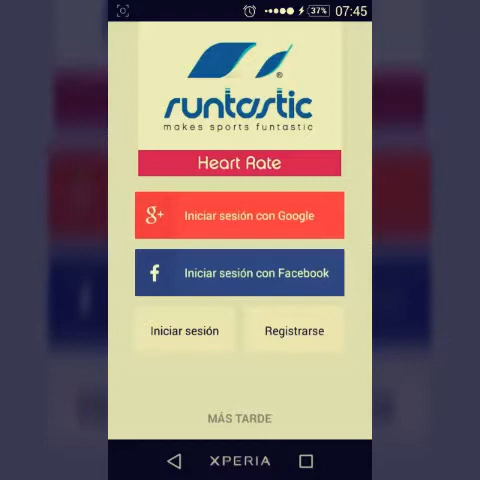 37% 07:45
runtastic
makes sports funtastic
Heart Rate
g+ Iniciar sesión con Google
f Iniciar sesión con Facebook
Iniciar sesión Registrarse
MÁS TARDE
XPERIA